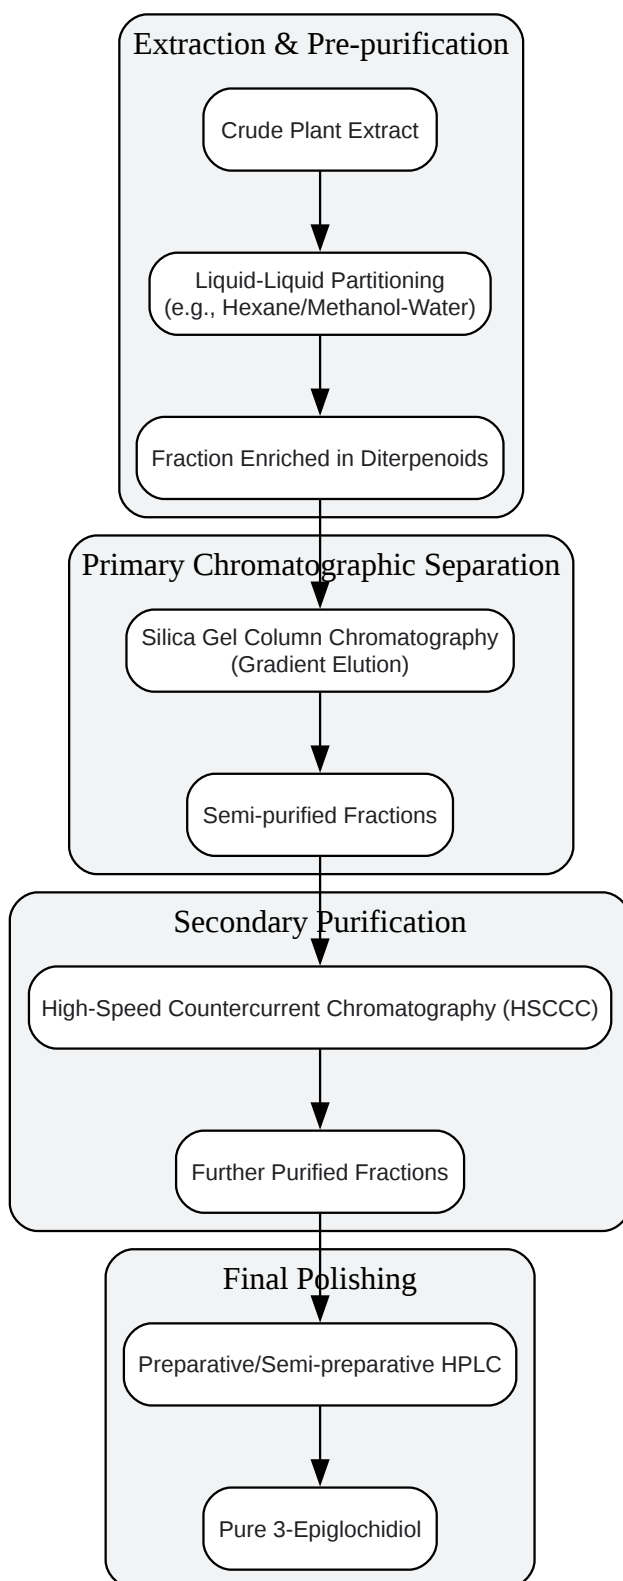 Extraction & Pre-purification
Crude Plant Extract
Liquid-Liquid Partitioning
(e.g., Hexane/Methanol-Water)
Fraction Enriched in Diterpenoids
Primary Chromatographic Separation
Silica Gel Column Chromatography
(Gradient Elution)
Semi-purified Fractions
Secondary Purification
High-Speed Countercurrent Chromatography (HSCCC)
Further Purified Fractions
Final Polishing
Preparative/Semi-preparative HPLC
Pure 3-Epiglochidiol